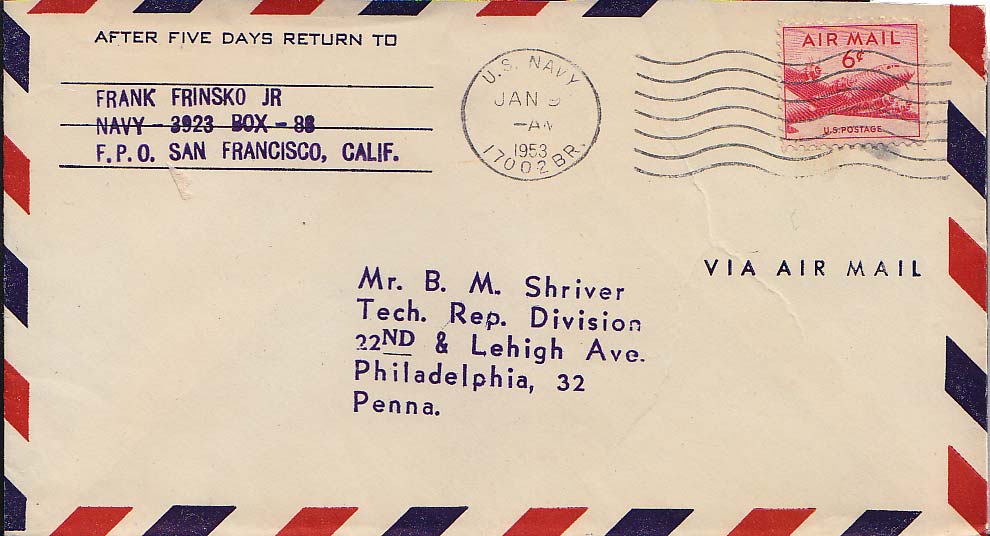 AFTER FIVE DAYS RETURN TO
FRANK FRINSKO JR
NAVY - 3923 BOX - 88
F.P.O. SAN FRANCISCO, CALIF.
U.S. NAVY
JAN
1953
17002 BR.
AIR MAIL
6¢
U.S. POSTAGE
VIA AIR MAIL
Mr. B. M. Shriver
Tech. Rep. Division
22ND & Lehigh Ave.
Philadelphia, 32
Penna.